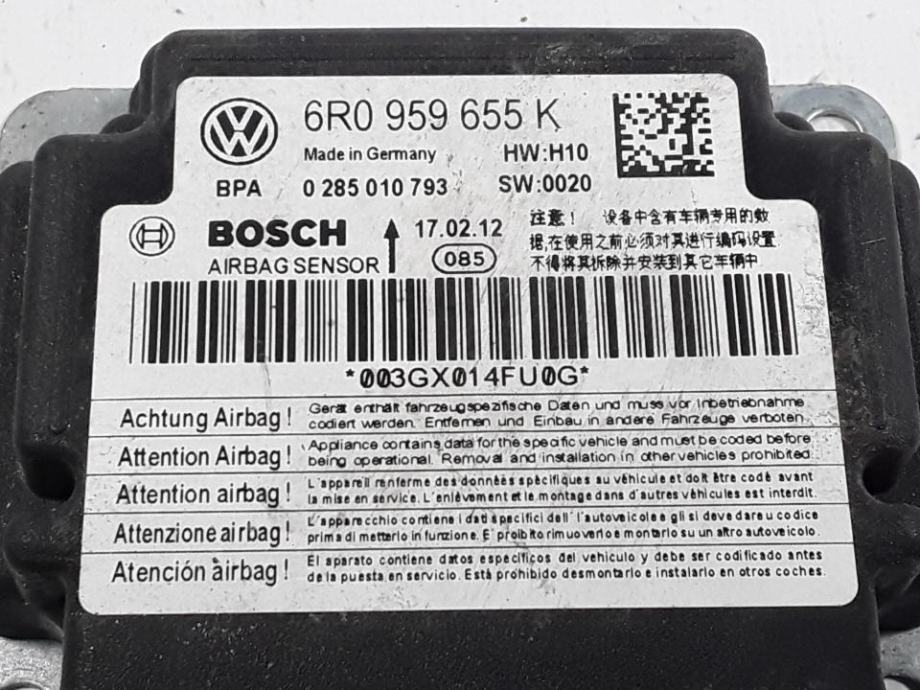 6R0 959 655 K
Made in Germany HW:H10
BPA 0 285 010 793 SW:0020
BOSCH 17.02.12
AIRBAG SENSOR 085
注意! 设备中含有车辆专用的数
据,在使用之前必须对其进行编码设置
不得将其拆除并安装到其它车辆中
*003GX014FU0G*
Achtung Airbag! Gerät enthält fahrzeugspezifische Daten und muss vor Inbetriebnahme
codiert werden. Entfernen und Einbau in andere Fahrzeuge verboten.
Attention Airbag! Appliance contains data for the specific vehicle and must be coded before
being operational. Removal and installation in other vehicles prohibited.
Attention airbag! L'appareil renferme des données spécifiques au véhicule et doit être codé avant
la mise en service. L'enlèvement et le montage dans d'autres véhicules est interdit.
Attenzione airbag! L'apparecchio contiene i dati specifici dell'autoveicolo e gli si deve dare u codice
prima di metterlo in funzione. E' proibito rimuoverlo e montarlo su un altro autoveicolo.
Atención airbag! El aparato contiene datos específicos del vehículo y debe ser codificado antes
de la puesta en servicio. Está prohibido desmontarlo e instalarlo en otros coches.